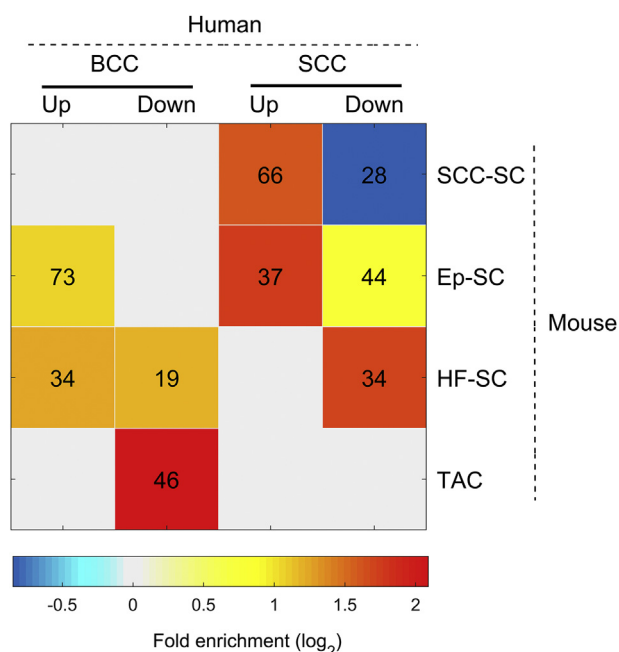 Human
BCC SCC
Up Down Up Down
66 28 SCC-SC
73 37 44 Ep-SC
Mouse
34 19 34 HF-SC
46 TAC
-0.5 0 0.5 1 1.5 2
Fold enrichment (log2)